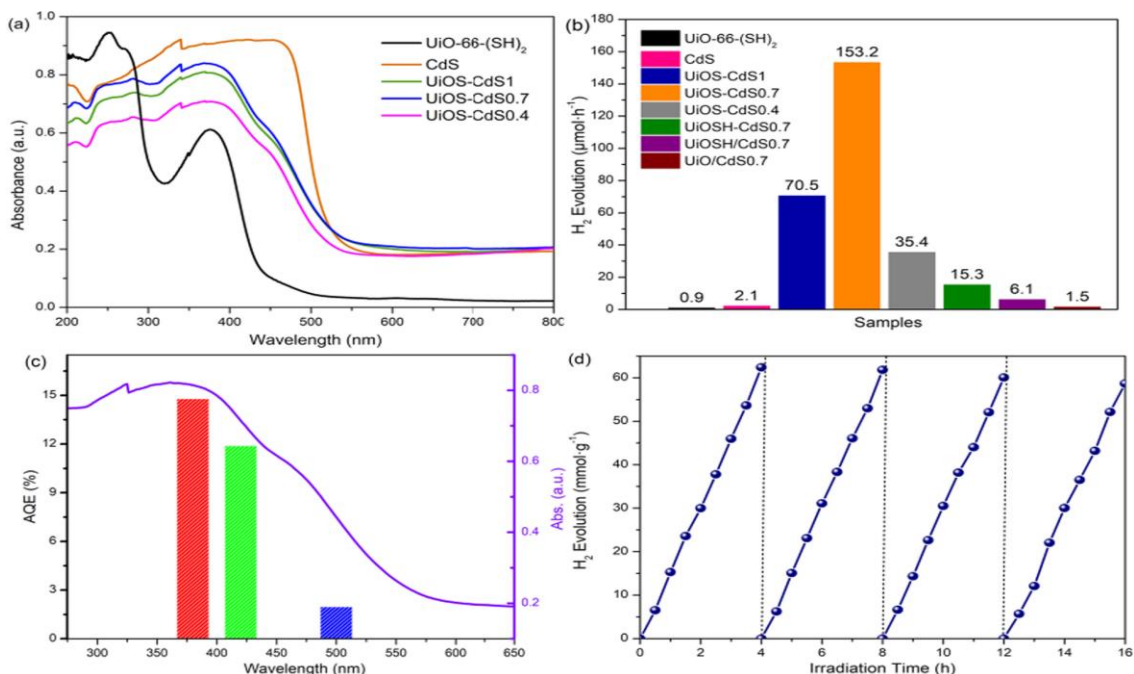 (a)
1.0
0.8
0.6
0.4
0.2
0.0
Absorbance (a.u.)
200 300 400 500 600 700 800
Wavelength (nm)
UiO-66-(SH)₂
CdS
UiOS-CdS1
UiOS-CdS0.7
UiOS-CdS0.4
(b)
180
160
140
120
100
80
60
40
20
0
H₂ Evolution (μmol·h⁻¹)
UiO-66-(SH)₂
CdS
UiOS-CdS1
UiOS-CdS0.7
UiOS-CdS0.4
UiOSH-CdS0.7
UiOSH/CdS0.7
UiO/CdS0.7
0.9 2.1 70.5 153.2 35.4 15.3 6.1 1.5
Samples
(c)
15
12
9
6
3
0
AQE (%)
300 350 400 450 500 550 600 650
Wavelength (nm)
0.8
0.6
0.4
0.2
Abs. (a.u.)
(d)
60
50
40
30
20
10
0
H₂ Evolution (mmol·g⁻¹)
0 2 4 6 8 10 12 14 16
Irradiation Time (h)